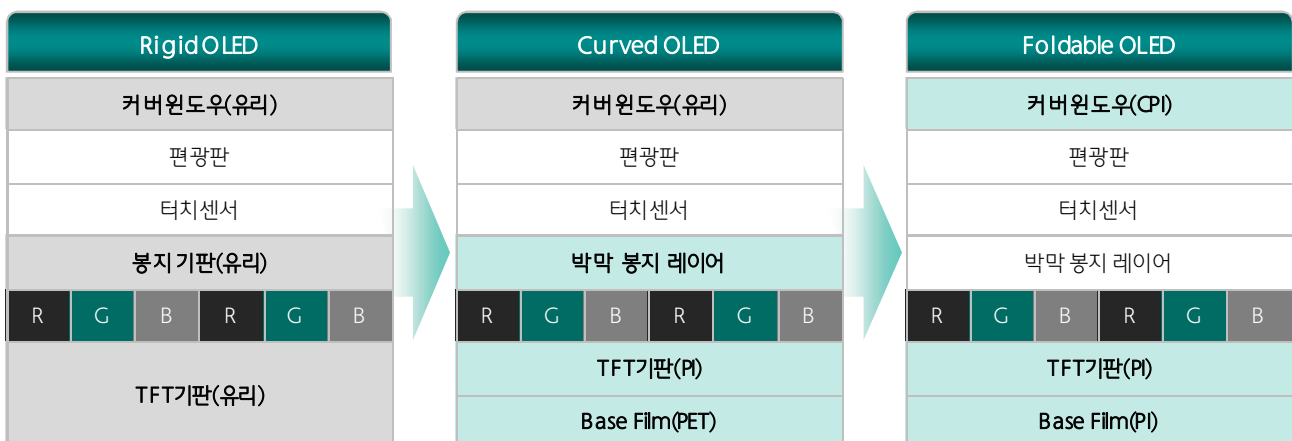 Rigid OLED
커버윈도우(유리)
편광판
터치센서
봉지 기판(유리)
R G B R G B
TFT기판(유리)
Curved OLED
커버윈도우(유리)
편광판
터치센서
박막 봉지 레이어
R G B R G B
TFT기판(PI)
Base Film(PET)
Foldable OLED
커버윈도우(CPI)
편광판
터치센서
박막 봉지 레이어
R G B R G B
TFT기판(PI)
Base Film(PI)